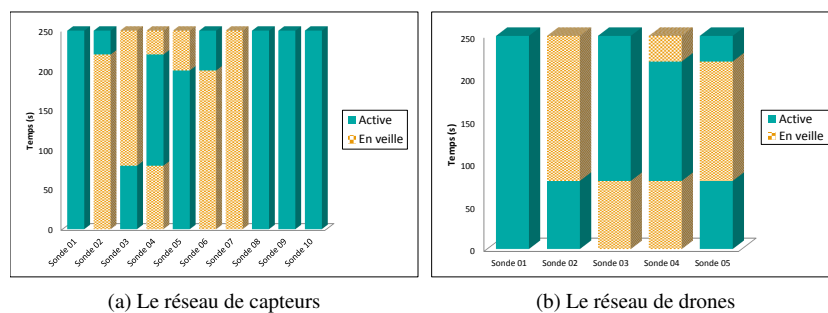 250
200
150
100
50
0
Temps (s)
Sonde 01
Sonde 02
Sonde 03
Sonde 04
Sonde 05
Sonde 06
Sonde 07
Sonde 08
Sonde 09
Sonde 10
Active
En veille
(a) Le réseau de capteurs
250
200
150
100
50
0
Temps (s)
Sonde 01
Sonde 02
Sonde 03
Sonde 04
Sonde 05
Active
En veille
(b) Le réseau de drones